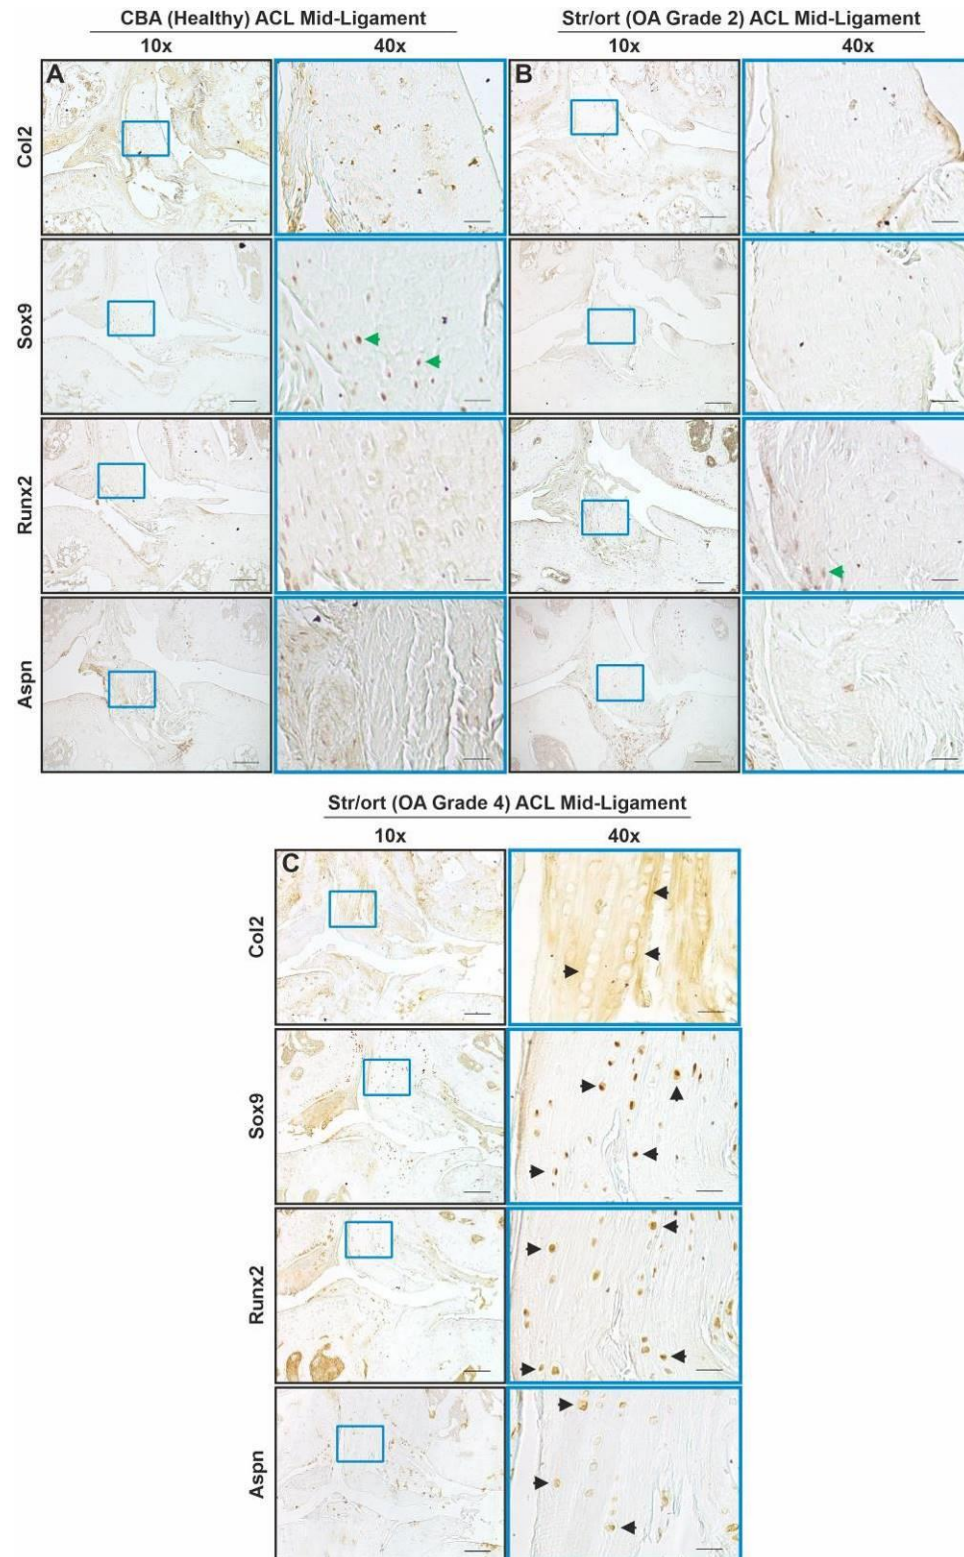 CBA (Healthy) ACL Mid-Ligament
Str/ort (OA Grade 2) ACL Mid-Ligament
10x
40x
10x
40x
A
B
Col2
Sox9
Runx2
Aspn
Str/ort (OA Grade 4) ACL Mid-Ligament
10x
40x
C
Col2
Sox9
Runx2
Aspn